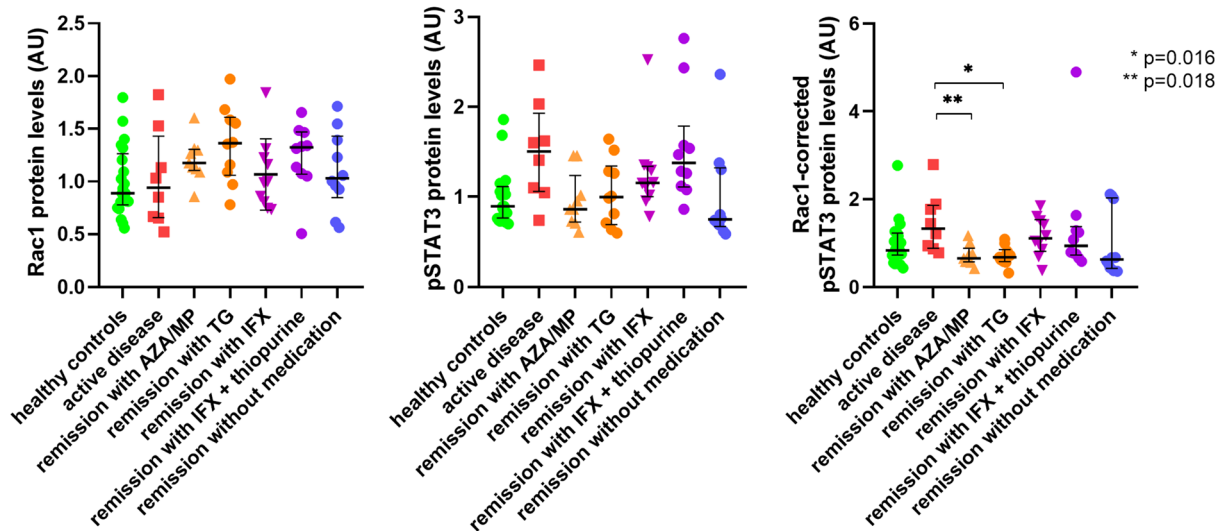 Rac1 protein levels (AU)
2.5
2.0
1.5
1.0
0.5
0.0
healthy controls
active disease
remission with AZA/MP
remission with TG
remission with IFX
remission with IFX + thiopurine
remission without medication
pSTAT3 protein levels (AU)
3
2
1
0
healthy controls
active disease
remission with AZA/MP
remission with TG
remission with IFX
remission with IFX + thiopurine
remission without medication
Rac1-corrected
pSTAT3 protein levels (AU)
6
4
2
0
*
**
* p=0.016
** p=0.018
healthy controls
active disease
remission with AZA/MP
remission with TG
remission with IFX
remission with IFX + thiopurine
remission without medication